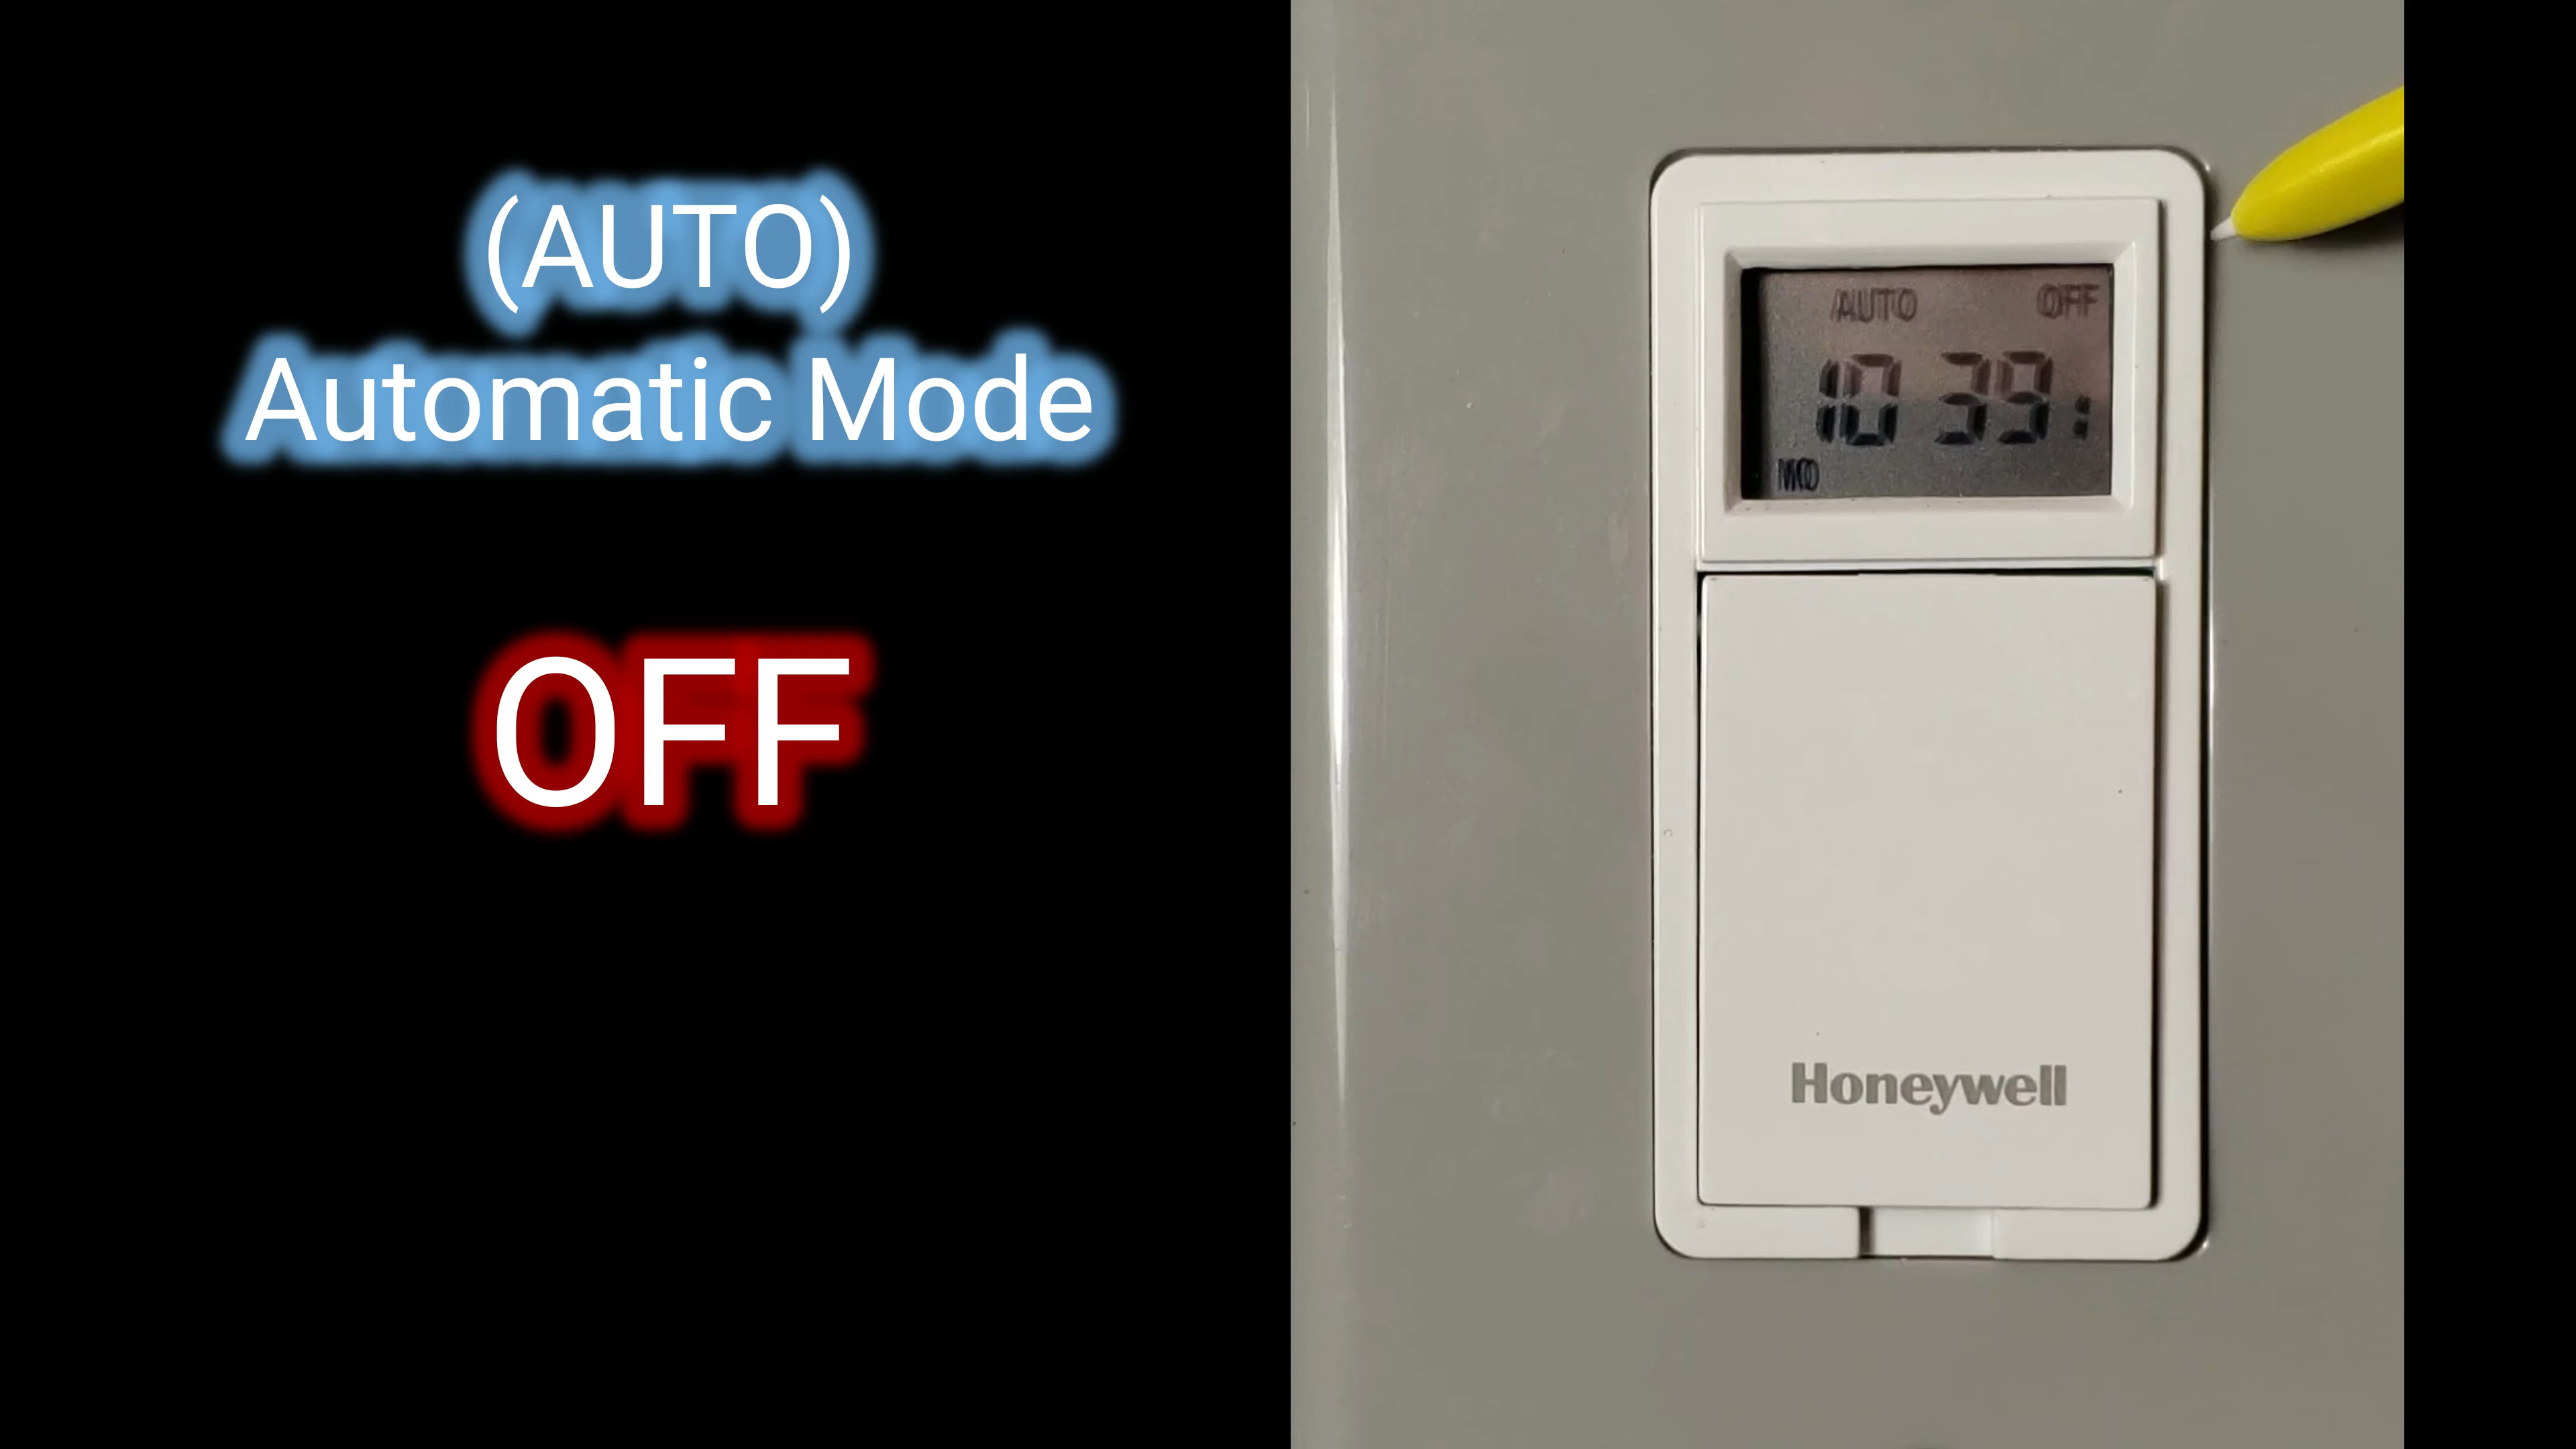 (AUTO)
Automatic Mode
OFF
AUTO OFF
10 39 :
MO
Honeywell